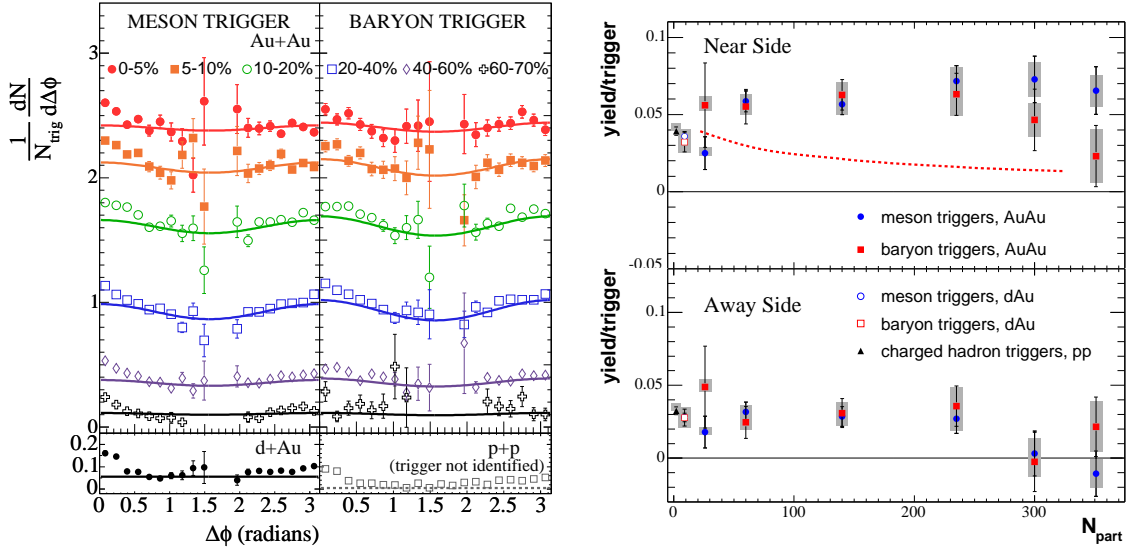 MESON TRIGGER
BARYON TRIGGER
Au+Au
0-5%
5-10%
10-20%
20-40%
40-60%
60-70%
1 dN
N_trig d∆ϕ
3
2
1
0
d+Au
p+p
(trigger not identified)
0.2
0.1
0
0 0.5 1 1.5 2 2.5 3
0 0.5 1 1.5 2 2.5 3
∆ϕ (radians)
∆ϕ (radians)
0.1
Near Side
yield/trigger
0.05
0
meson triggers, AuAu
baryon triggers, AuAu
-0.05
0.1
Away Side
meson triggers, dAu
baryon triggers, dAu
charged hadron triggers, pp
yield/trigger
0.05
0
0 100 200 300
N_part